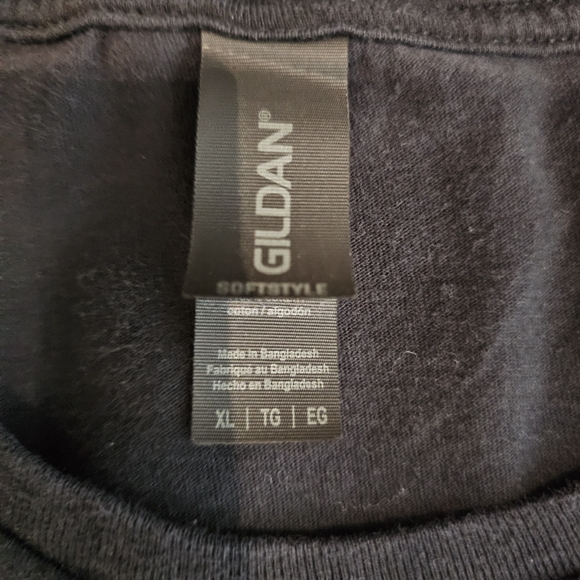 GILDAN®
SOFTSTYLE
coton / algodón
Made in Bangladesh
Fabriqué au Bangladesh
Hecho en Bangladesh
XL | TG | EG